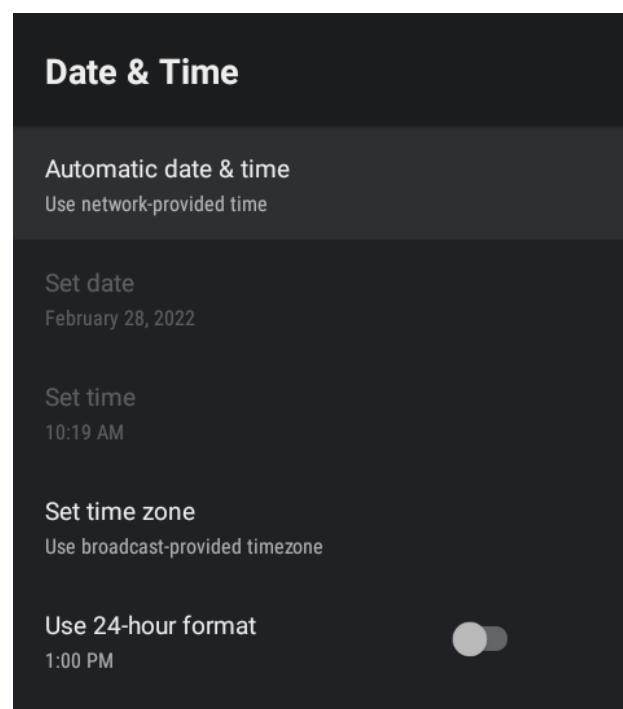 Date & Time
Automatic date & time
Use network-provided time
Set date
February 28, 2022
Set time
10:19 AM
Set time zone
Use broadcast-provided timezone
Use 24-hour format
1:00 PM